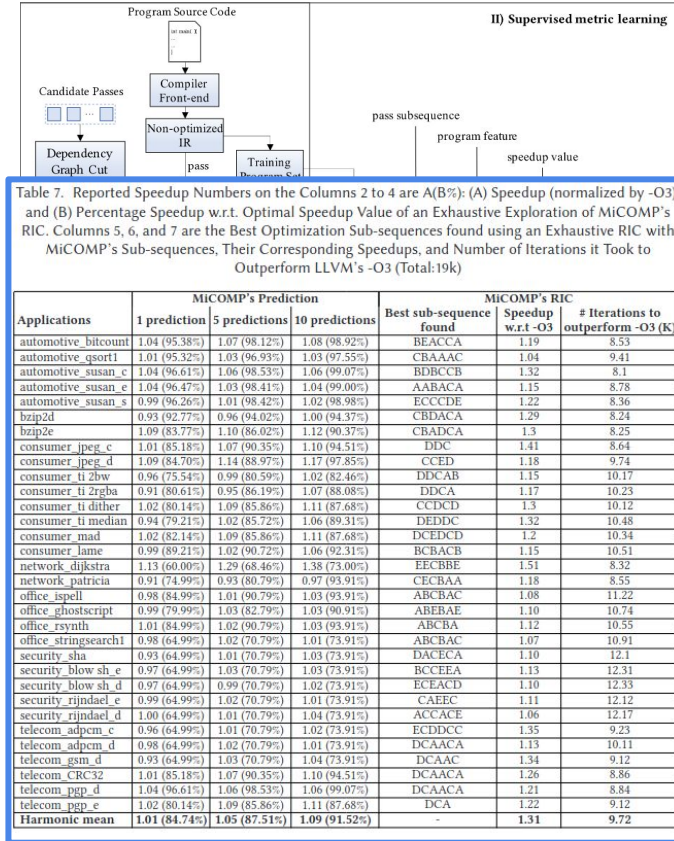 Program Source Code
II) Supervised metric learning
int main( ){
Compiler
Front-end
Candidate Passes
...
Non-optimized
IR
pass subsequence
program feature
Dependency
Graph Cut
pass
Training
Program Set
speedup value
Table 7. Reported Speedup Numbers on the Columns 2 to 4 are A(B%): (A) Speedup (normalized by -O3)
and (B) Percentage Speedup w.r.t. Optimal Speedup Value of an Exhaustive Exploration of MiCOMP's
RIC. Columns 5, 6, and 7 are the Best Optimization Sub-sequences found using an Exhaustive RIC with
MiCOMP's Sub-sequences, Their Corresponding Speedups, and Number of Iterations it Took to
Outperform LLVM's -O3 (Total:19k)
MiCOMP's Prediction MiCOMP's RIC
Applications 1 prediction 5 predictions 10 predictions Best sub-sequence found Speedup w.r.t -O3 # Iterations to outperform -O3 (K)
automotive_bitcount 1.04 (95.38%) 1.07 (98.12%) 1.08 (98.92%) BEACCA 1.19 8.53
automotive_qsort1 1.01 (95.32%) 1.03 (96.93%) 1.03 (97.55%) CBAAAC 1.04 9.41
automotive_susan_c 1.04 (96.61%) 1.06 (98.53%) 1.06 (99.07%) BDBCCB 1.32 8.1
automotive_susan_e 1.04 (96.47%) 1.03 (98.41%) 1.04 (99.00%) AABACA 1.15 8.78
automotive_susan_s 0.99 (96.26%) 1.01 (98.42%) 1.02 (98.98%) ECCCDE 1.22 8.36
bzip2d 0.93 (92.77%) 0.96 (94.02%) 1.00 (94.37%) CBDACA 1.29 8.24
bzip2e 1.09 (83.77%) 1.10 (86.02%) 1.12 (90.37%) CBADCA 1.3 8.25
consumer_jpeg_c 1.01 (85.18%) 1.07 (90.35%) 1.10 (94.51%) DDC 1.41 8.64
consumer_jpeg_d 1.09 (84.70%) 1.14 (88.97%) 1.17 (97.85%) CCED 1.18 9.74
consumer_ti 2bw 0.96 (75.54%) 0.99 (80.59%) 1.02 (82.46%) DDCAB 1.15 10.17
consumer_ti 2rgba 0.91 (80.61%) 0.95 (86.19%) 1.07 (88.08%) DDCA 1.17 10.23
consumer_ti dither 1.02 (80.14%) 1.09 (85.86%) 1.11 (87.68%) CCDCD 1.3 10.12
consumer_ti median 0.94 (79.21%) 1.02 (85.72%) 1.06 (89.31%) DEDDC 1.32 10.48
consumer_mad 1.02 (82.14%) 1.09 (85.86%) 1.11 (87.68%) DCEDCD 1.2 10.34
consumer_lame 0.99 (89.21%) 1.02 (90.72%) 1.06 (92.31%) BCBACB 1.15 10.51
network_dijkstra 1.13 (60.00%) 1.29 (68.46%) 1.38 (73.00%) EECBBE 1.51 8.32
network_patricia 0.91 (74.99%) 0.93 (80.79%) 0.97 (93.91%) CECBAA 1.18 8.55
office_ispell 0.98 (84.99%) 1.01 (90.79%) 1.03 (93.91%) ABCBAC 1.08 11.22
office_ghostscript 0.99 (79.99%) 1.03 (82.79%) 1.03 (90.91%) ABEBAE 1.10 10.74
office_rsynth 1.01 (84.99%) 1.02 (90.79%) 1.03 (93.91%) ABCBA 1.12 10.55
office_stringsearch1 0.98 (64.99%) 1.02 (70.79%) 1.01 (73.91%) ABCBAC 1.07 10.91
security_sha 0.93 (64.99%) 1.01 (70.79%) 1.01 (73.91%) DACECA 1.10 12.1
security_blow sh_e 0.97 (64.99%) 1.03 (70.79%) 1.03 (73.91%) BCCEEA 1.13 12.31
security_blow sh_d 0.97 (64.99%) 0.99 (70.79%) 1.02 (73.91%) ECEACD 1.10 12.33
security_rijndael_e 0.99 (64.99%) 1.02 (70.79%) 1.01 (73.91%) CAEEC 1.11 12.12
security_rijndael_d 1.00 (64.99%) 1.01 (70.79%) 1.04 (73.91%) ACCACE 1.06 12.17
telecom_adpcm_c 0.96 (64.99%) 1.01 (70.79%) 1.02 (73.91%) ECDDCC 1.35 9.23
telecom_adpcm_d 0.98 (64.99%) 1.02 (70.79%) 1.01 (73.91%) DCAACA 1.13 10.11
telecom_gsm_d 0.93 (64.99%) 1.03 (70.79%) 1.04 (73.91%) DCAAC 1.34 9.12
telecom_CRC32 1.01 (85.18%) 1.07 (90.35%) 1.10 (94.51%) DCAACA 1.26 8.86
telecom_pgp_d 1.04 (96.61%) 1.06 (98.53%) 1.06 (99.07%) DCAACA 1.21 8.84
telecom_pgp_e 1.02 (80.14%) 1.09 (85.86%) 1.11 (87.68%) DCA 1.22 9.12
Harmonic mean 1.01 (84.74%) 1.05 (87.51%) 1.09 (91.52%) - 1.31 9.72